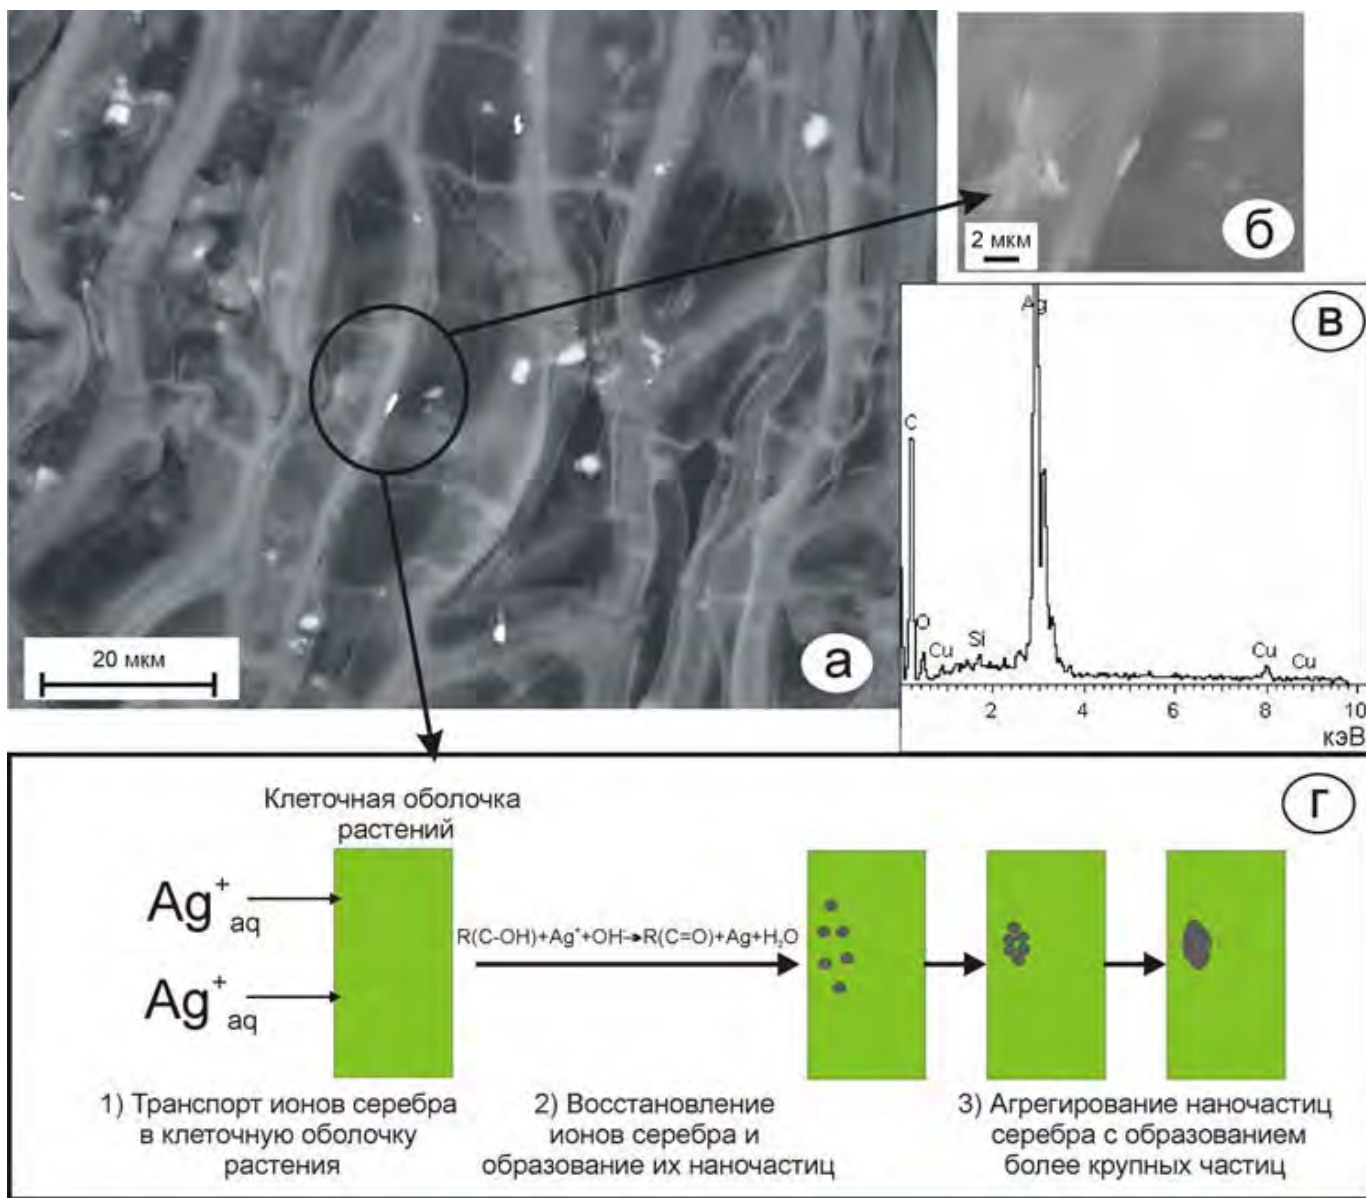 а
20 мкм
б
2 мкм
в
Ag
C
O
Cu
Si
Cu
Cu
2 4 6 8 10
кэВ
г
Клеточная оболочка
растений
Ag⁺aq
Ag⁺aq
R(C-OH)+Ag⁺+OH⁻→R(C=O)+Ag+H₂O
1) Транспорт ионов серебра
в клеточную оболочку
растения
2) Восстановление
ионов серебра и
образование их наночастиц
3) Агрегирование наночастиц
серебра с образованием
более крупных частиц